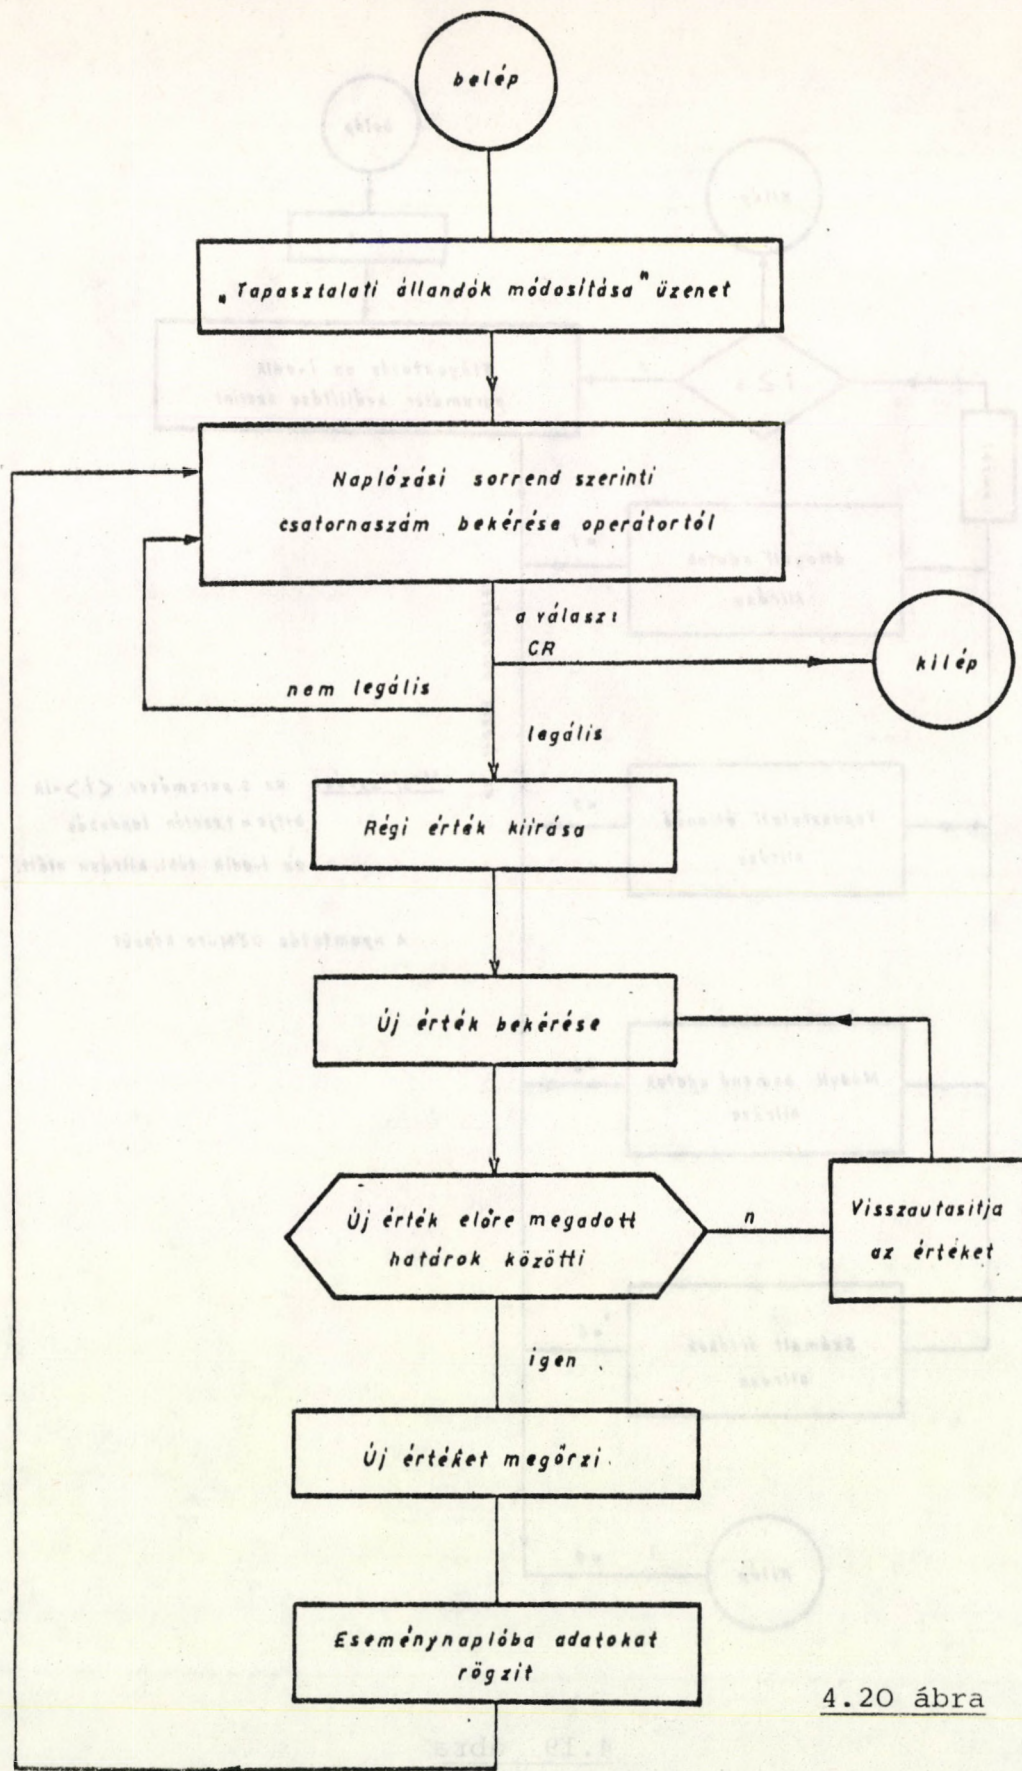 belép
„Tapasztalati állandók módosítása" üzenet
Naplózási sorrend szerinti
csatornaszám bekérése operátortól
a válasz:
CR
kilép
nem legális
legális
Régi érték kiirása
Új érték bekérése
Új érték előre megadott
határok közötti
n
Visszautasítja
az értéket
igen
Új értéket megőrzi
Eseménynaplóba adatokat
rögzit
4.20 ábra